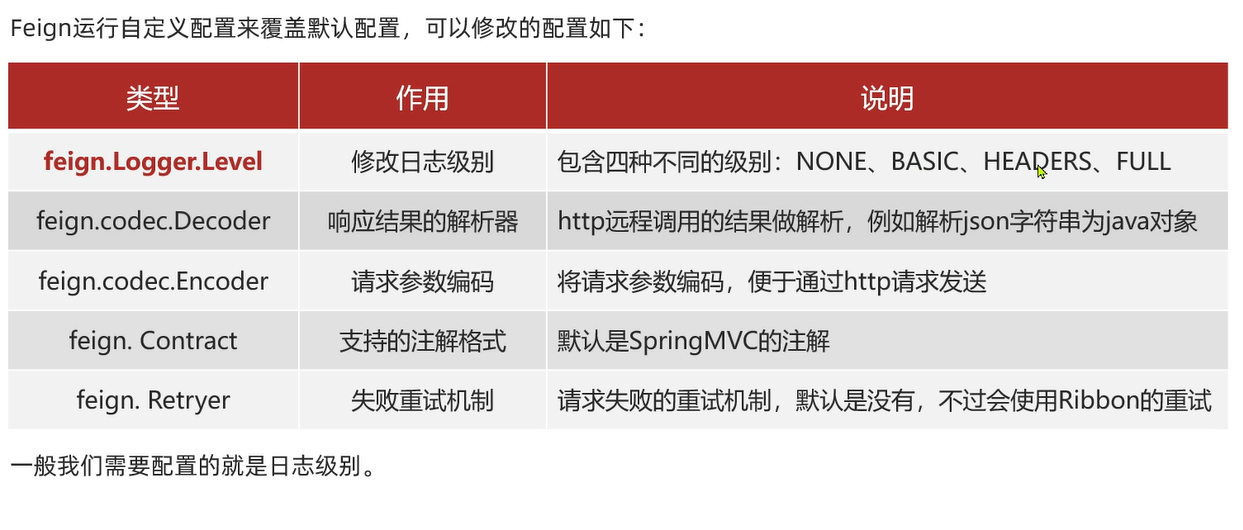 Feign运行自定义配置来覆盖默认配置，可以修改的配置如下：
类型 作用 说明
feign.Logger.Level 修改日志级别 包含四种不同的级别：NONE、BASIC、HEADERS、FULL
feign.codec.Decoder 响应结果的解析器 http远程调用的结果做解析，例如解析json字符串为java对象
feign.codec.Encoder 请求参数编码 将请求参数编码，便于通过http请求发送
feign. Contract 支持的注解格式 默认是SpringMVC的注解
feign. Retryer 失败重试机制 请求失败的重试机制，默认是没有，不过会使用Ribbon的重试
一般我们需要配置的就是日志级别。